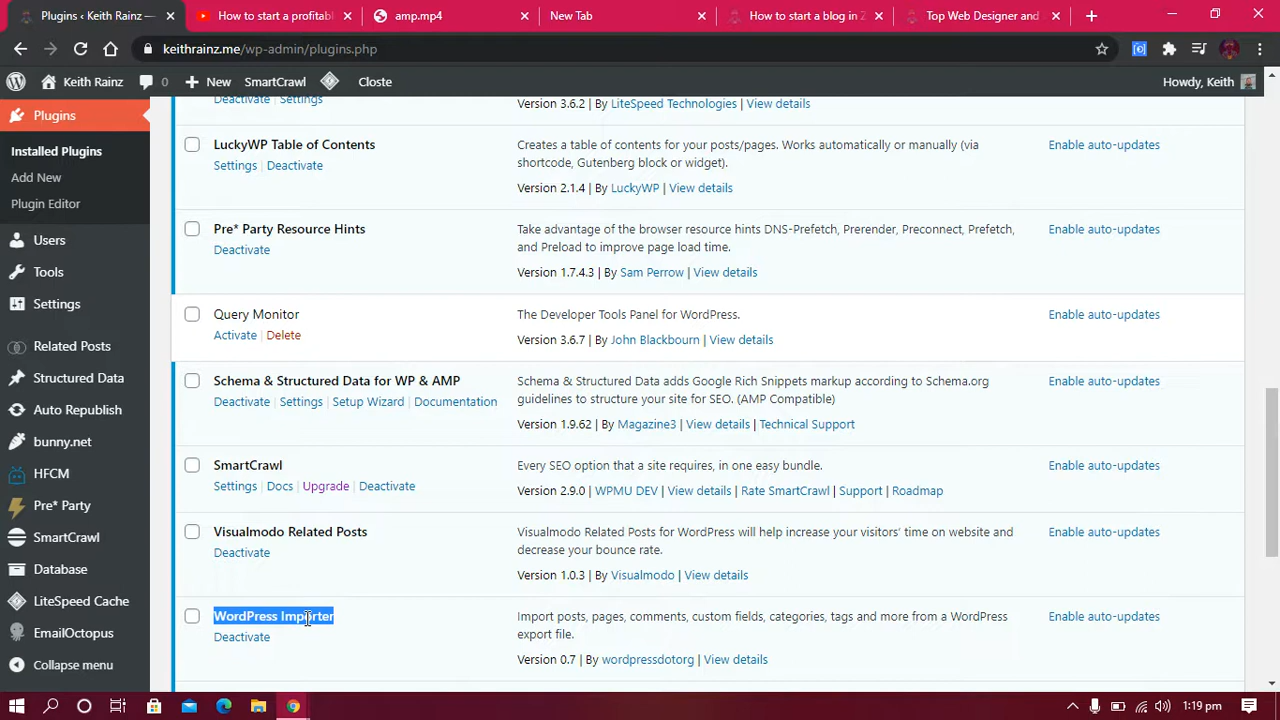 Plugins ‹ Keith Rainz
How to start a profitabl
amp.mp4
New Tab
How to start a blog in 2
Top Web Designer and
keithrainz.me/wp-admin/plugins.php
Keith Rainz
0
New
SmartCrawl
Closte
Howdy, Keith
Plugins
Installed Plugins
Add New
Plugin Editor
Users
Tools
Settings
Related Posts
Structured Data
Auto Republish
bunny.net
HFCM
Pre* Party
SmartCrawl
Database
LiteSpeed Cache
EmailOctopus
Collapse menu
Deactivate | Settings
Version 3.6.2 | By LiteSpeed Technologies | View details
LuckyWP Table of Contents
Settings | Deactivate
Creates a table of contents for your posts/pages. Works automatically or manually (via
shortcode, Gutenberg block or widget).
Version 2.1.4 | By LuckyWP | View details
Enable auto-updates
Pre* Party Resource Hints
Deactivate
Take advantage of the browser resource hints DNS-Prefetch, Prerender, Preconnect, Prefetch,
and Preload to improve page load time.
Version 1.7.4.3 | By Sam Perrow | View details
Enable auto-updates
Query Monitor
Activate | Delete
The Developer Tools Panel for WordPress.
Version 3.6.7 | By John Blackbourn | View details
Enable auto-updates
Schema & Structured Data for WP & AMP
Deactivate | Settings | Setup Wizard | Documentation
Schema & Structured Data adds Google Rich Snippets markup according to Schema.org
guidelines to structure your site for SEO. (AMP Compatible)
Version 1.9.62 | By Magazine3 | View details | Technical Support
Enable auto-updates
SmartCrawl
Settings | Docs | Upgrade | Deactivate
Every SEO option that a site requires, in one easy bundle.
Version 2.9.0 | WPMU DEV | View details | Rate SmartCrawl | Support | Roadmap
Enable auto-updates
Visualmodo Related Posts
Deactivate
Visualmodo Related Posts for WordPress will help increase your visitors' time on website and
decrease your bounce rate.
Version 1.0.3 | By Visualmodo | View details
Enable auto-updates
WordPress Importer
Deactivate
Import posts, pages, comments, custom fields, categories, tags and more from a WordPress
export file.
Version 0.7 | By wordpressdotorg | View details
Enable auto-updates
1:19 pm